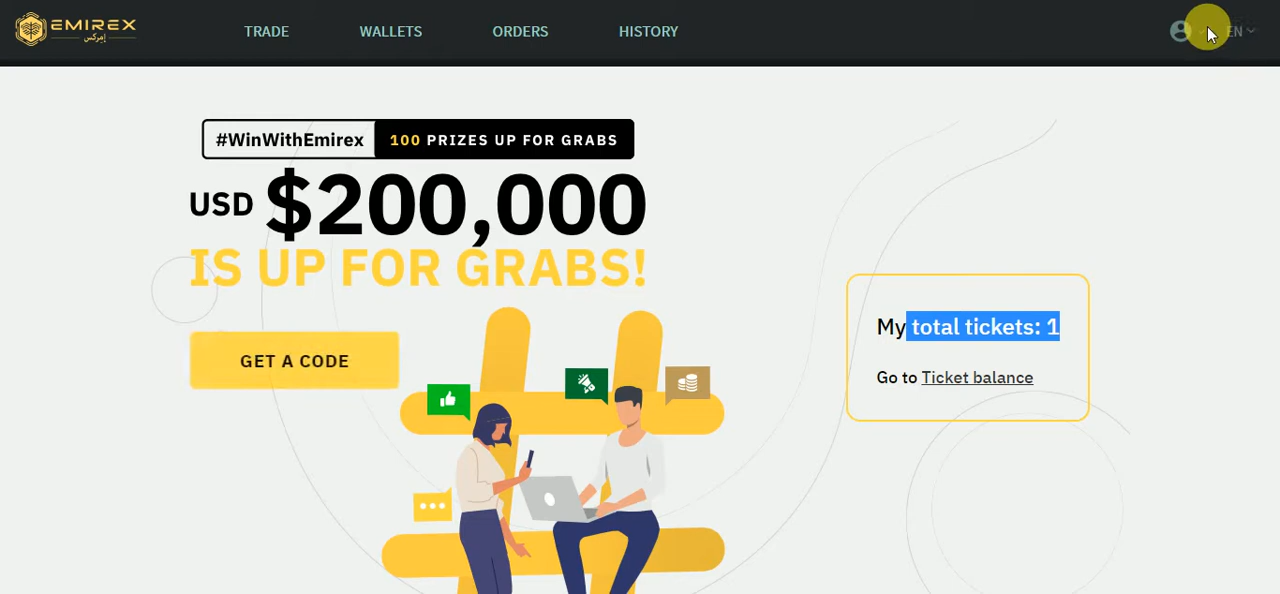 EMIREX
إمركس
TRADE
WALLETS
ORDERS
HISTORY
EN
#WinWithEmirex
100 PRIZES UP FOR GRABS
USD $200,000
IS UP FOR GRABS!
GET A CODE
My total tickets: 1
Go to Ticket balance